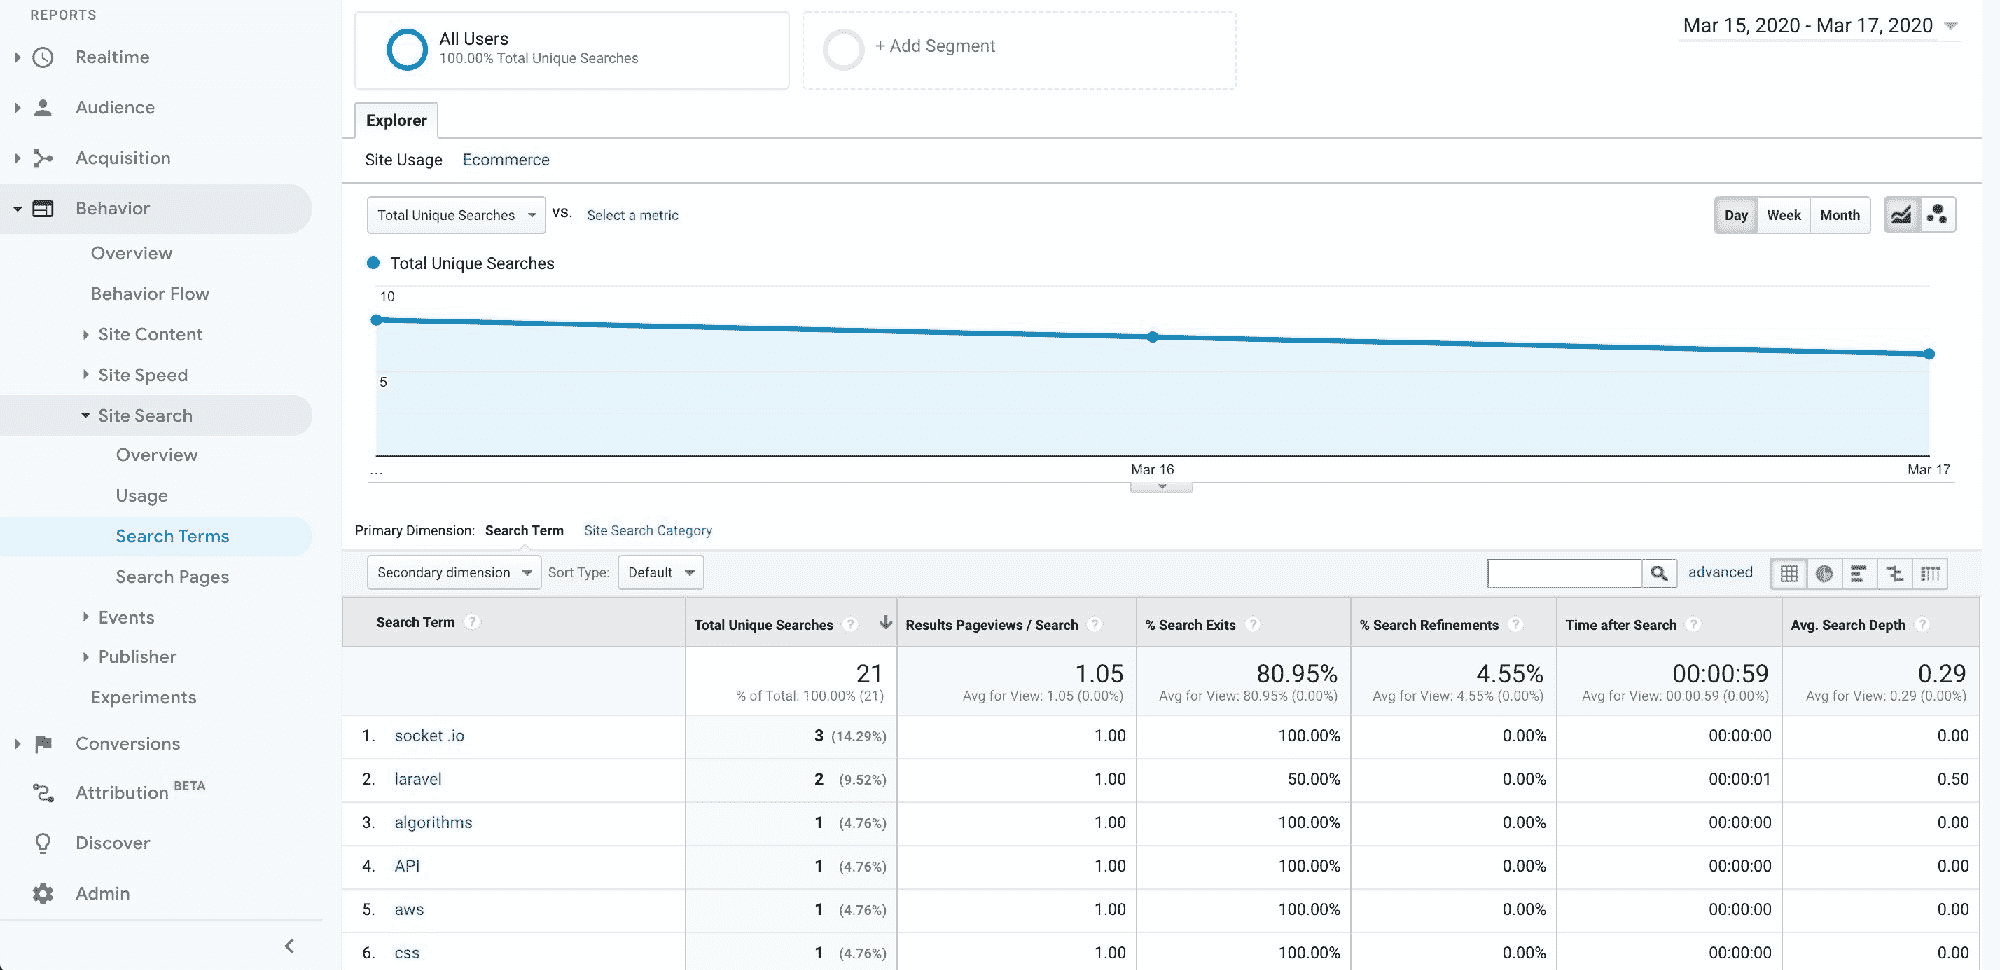 REPORTS
Realtime
Audience
Acquisition
Behavior
Overview
Behavior Flow
Site Content
Site Speed
Site Search
Overview
Usage
Search Terms
Search Pages
Events
Publisher
Experiments
Conversions
Attribution BETA
Discover
Admin
All Users
100.00% Total Unique Searches
+ Add Segment
Mar 15, 2020 - Mar 17, 2020
Explorer
Site Usage Ecommerce
Total Unique Searches VS. Select a metric
Day Week Month
Total Unique Searches
10
5
... Mar 16 Mar 17
Primary Dimension: Search Term Site Search Category
Secondary dimension Sort Type: Default advanced
Search Term ? Total Unique Searches ? Results Pageviews / Search ? % Search Exits ? % Search Refinements ? Time after Search ? Avg. Search Depth ?
21 1.05 80.95% 4.55% 00:00:59 0.29
% of Total: 100.00% (21) Avg for View: 1.05 (0.00%) Avg for View: 80.95% (0.00%) Avg for View: 4.55% (0.00%) Avg for View: 00:00:59 (0.00%) Avg for View: 0.29 (0.00%)
1. socket .io 3 (14.29%) 1.00 100.00% 0.00% 00:00:00 0.00
2. laravel 2 (9.52%) 1.00 50.00% 0.00% 00:00:01 0.50
3. algorithms 1 (4.76%) 1.00 100.00% 0.00% 00:00:00 0.00
4. API 1 (4.76%) 1.00 100.00% 0.00% 00:00:00 0.00
5. aws 1 (4.76%) 1.00 100.00% 0.00% 00:00:00 0.00
6. css 1 (4.76%) 1.00 100.00% 0.00% 00:00:00 0.00